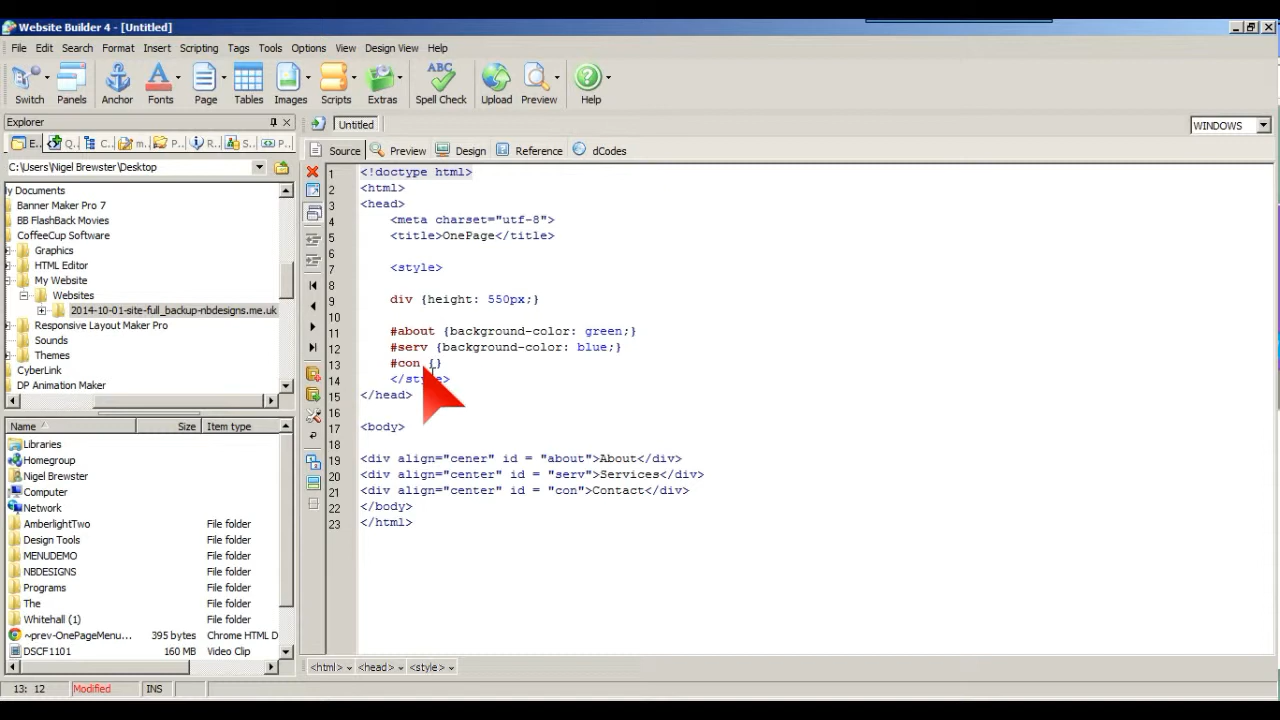 Website Builder 4 - [Untitled]
File Edit Search Format Insert Scripting Tags Tools Options View Design View Help
Switch Panels Anchor Fonts Page Tables Images Scripts Extras Spell Check Upload Preview Help
ABC
Explorer
Untitled
WINDOWS
E... Q. C... m. P... R... S... P...
Source Preview Design Reference dCodes
C:\Users\Nigel Brewster\Desktop
ly Documents
Banner Maker Pro 7
BB FlashBack Movies
CoffeeCup Software
Graphics
HTML Editor
My Website
Websites
2014-10-01-site-full_backup-nbdesigns.me.uk
Responsive Layout Maker Pro
Sounds
Themes
CyberLink
DP Animation Maker
Name Size Item type
Libraries
Homegroup
Nigel Brewster
Computer
Network
AmberlightTwo File folder
Design Tools File folder
MENUDEMO File folder
NBDESIGNS File folder
Programs File folder
The File folder
Whitehall (1) File folder
~prev-OnePageMenu... 395 bytes Chrome HTML D
DSCF1101 160 MB Video Clip
1 <!doctype html>
2 <html>
3 <head>
4 <meta charset="utf-8">
5 <title>OnePage</title>
6
7 <style>
8
9 div {height: 550px;}
10
11 #about {background-color: green;}
12 #serv {background-color: blue;}
13 #con {}
14 </style>
15 </head>
16
17 <body>
18
19 <div align="cener" id = "about">About</div>
20 <div align="center" id = "serv">Services</div>
21 <div align="center" id = "con">Contact</div>
22 </body>
23 </html>
<html> <head> <style>
13: 12 Modified INS